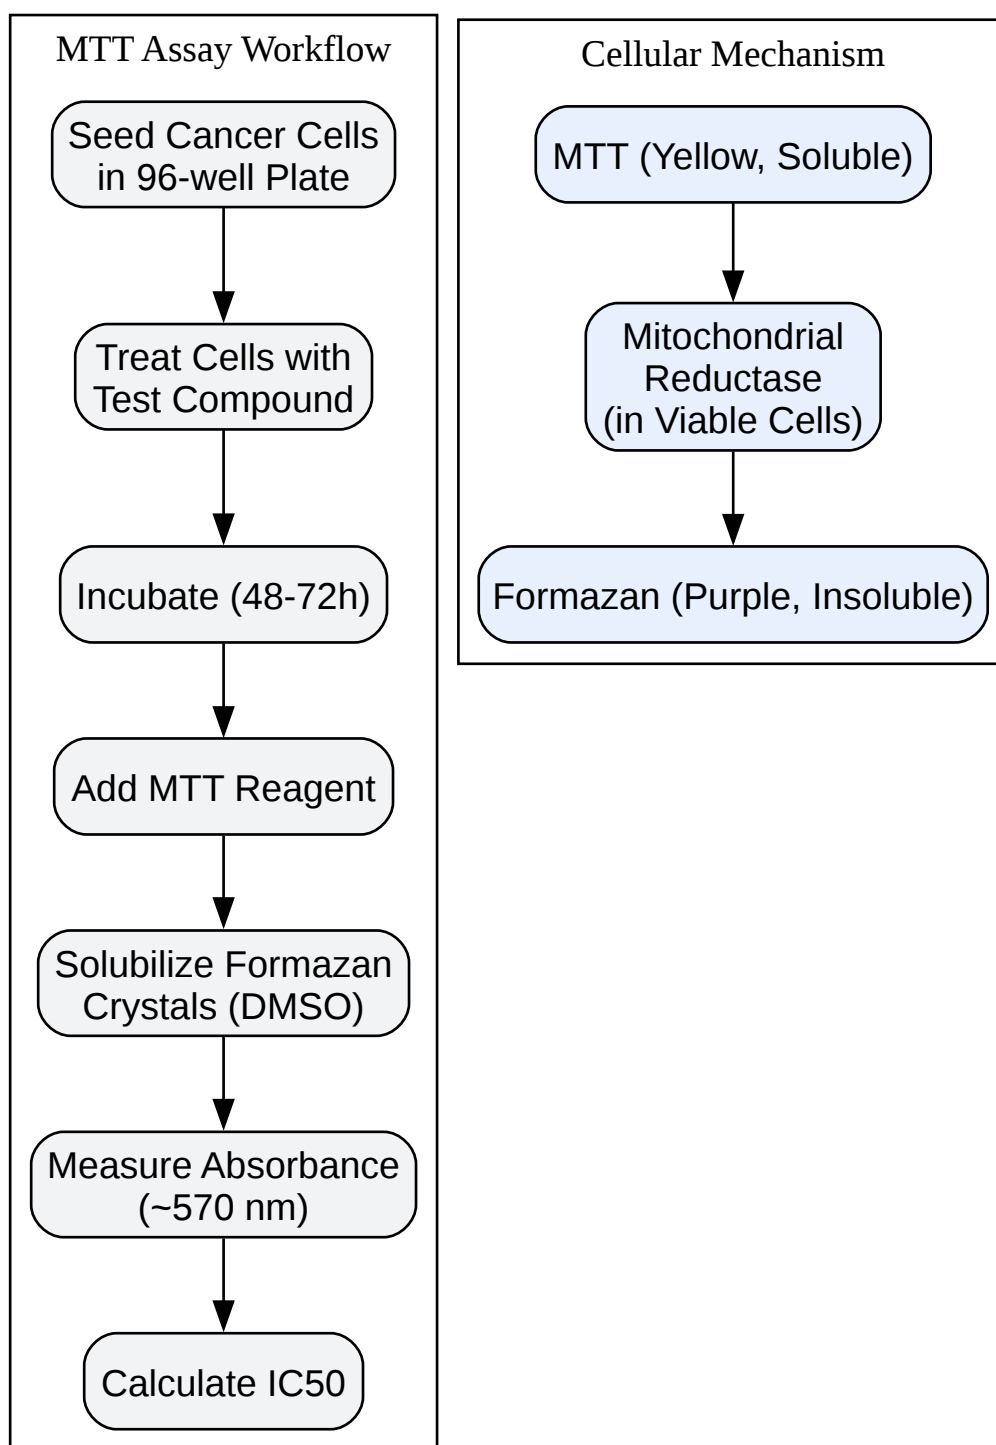 MTT Assay Workflow
Seed Cancer Cells
in 96-well Plate
Treat Cells with
Test Compound
Incubate (48-72h)
Add MTT Reagent
Solubilize Formazan
Crystals (DMSO)
Measure Absorbance
(~570 nm)
Calculate IC50
Cellular Mechanism
MTT (Yellow, Soluble)
Mitochondrial
Reductase
(in Viable Cells)
Formazan (Purple, Insoluble)